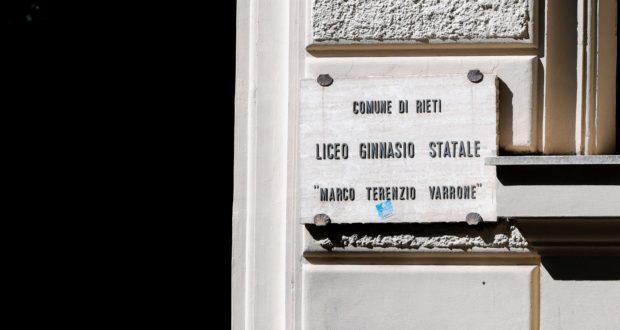 COMUNE DI RIETI
LICEO GINNASIO STATALE
"MARCO TERENZIO VARRONE"